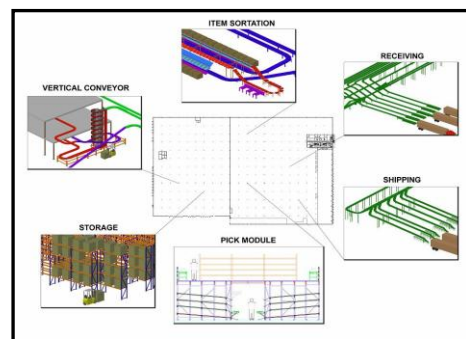 ITEM SORTATION
RECEIVING
VERTICAL CONVEYOR
SHIPPING
STORAGE
PICK MODULE